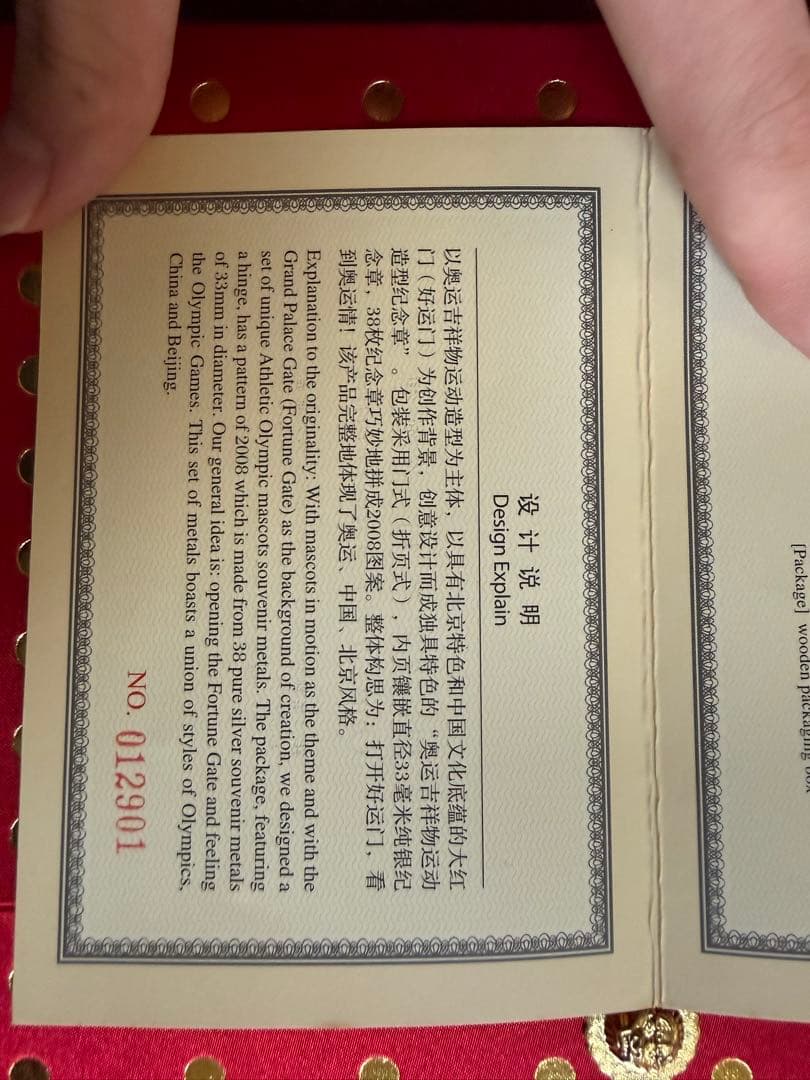 设计说明
Design Explain
以奥运吉祥物运动造型为主体，以具有北京特色和中国文化底蕴的大红
门（好运门）为创作背景，创意设计而成独具特色的“奥运吉祥物运动
造型纪念章”。包装采用门式（折页式），内页镶嵌直径33毫米纯银纪
念章，38枚纪念章巧妙地拼成2008图案。整体构思为：打开好运门，看
到奥运情！该产品完整地体现了奥运、中国、北京风格。
Explanation to the originality: With mascots in motion as the theme and with the
Grand Palace Gate (Fortune Gate) as the background of creation, we designed a
set of unique Athletic Olympic mascots souvenir metals. The package, featuring
a hinge, has a pattern of 2008 which is made from 38 pure silver souvenir metals
of 33mm in diameter. Our general idea is: opening the Fortune Gate and feeling
the Olympic Games. This set of metals boasts a union of styles of Olympics,
China and Beijing.
NO. 012901
[Package] wooden packaging box